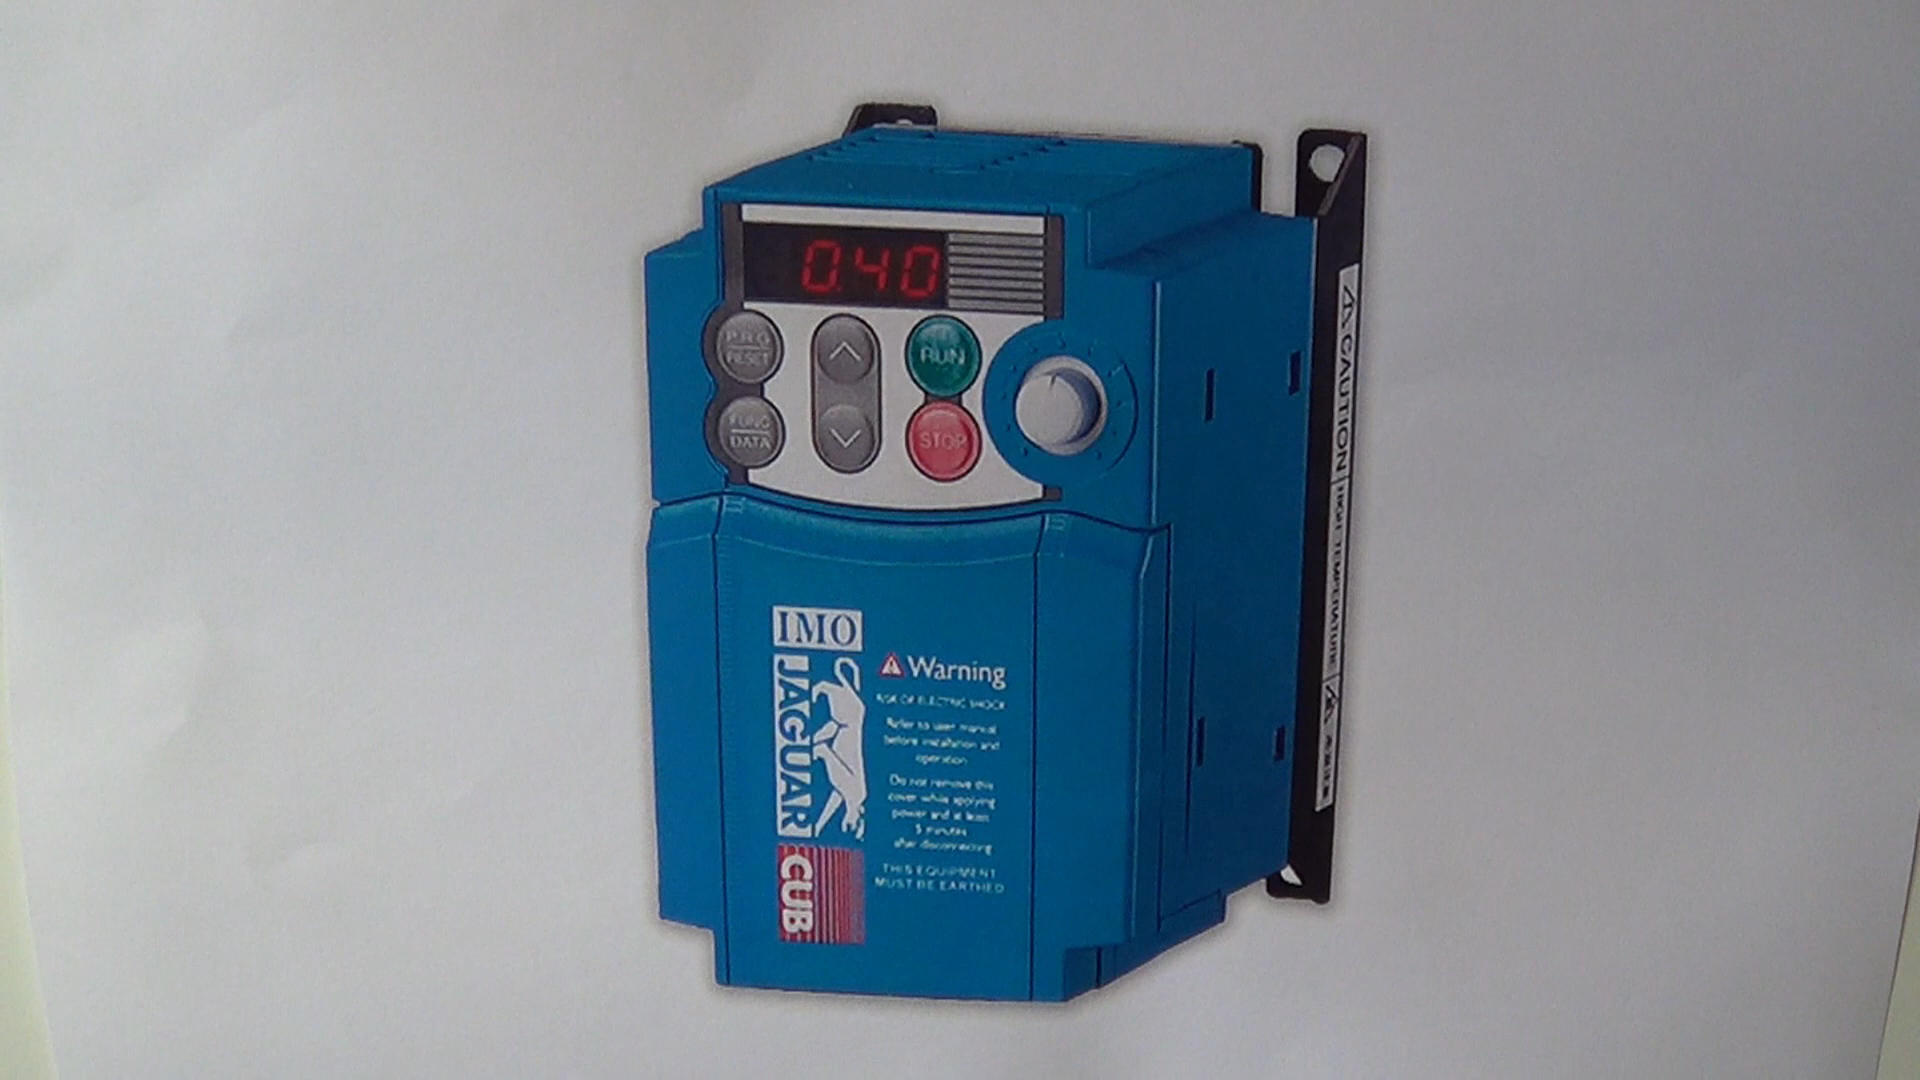 0.40
PRG
RESET
RUN
FUNC
DATA
STOP
IMO
JAGUAR
CUB
Warning
RISK OF ELECTRIC SHOCK
Refer to user manual
before installation and
operation
Do not remove this
cover while applying
power and at least
5 minutes
after disconnecting
THIS EQUIPMENT
MUST BE EARTHED
CAUTION HIGH TEMPERATURE